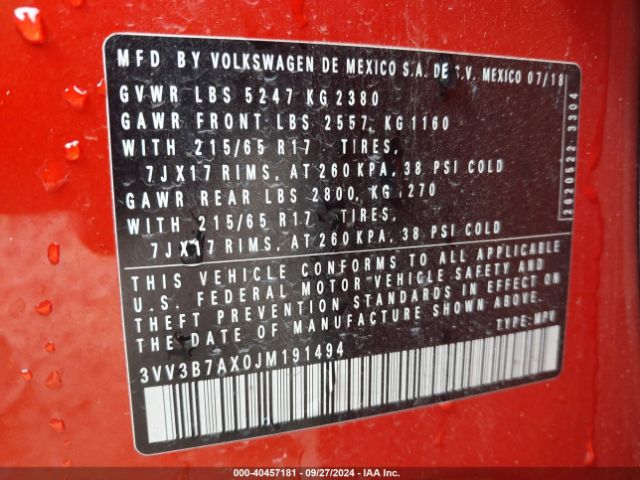 MFD BY VOLKSWAGEN DE MEXICO S.A. DE C.V. MEXICO 07/18
GVWR LBS 5247 KG 2380
GAWR FRONT LBS 2557, KG 1160
WITH 215/65 R17 TIRES,
7JX17 RIMS, AT 260 KPA, 38 PSI COLD
GAWR REAR LBS 2800, KG 1270
WITH 215/65 R17 TIRES,
7JX17 RIMS, AT 260 KPA, 38 PSI COLD
THIS VEHICLE CONFORMS TO ALL APPLICABLE
U.S. FEDERAL MOTOR VEHICLE SAFETY AND
THEFT PREVENTION STANDARDS IN EFFECT ON
THE DATE OF MANUFACTURE SHOWN ABOVE.
TYPE: MPV
3VV3B7AX0JM191494
2020522 3304
000-40457181 - 09/27/2024 - IAA Inc.